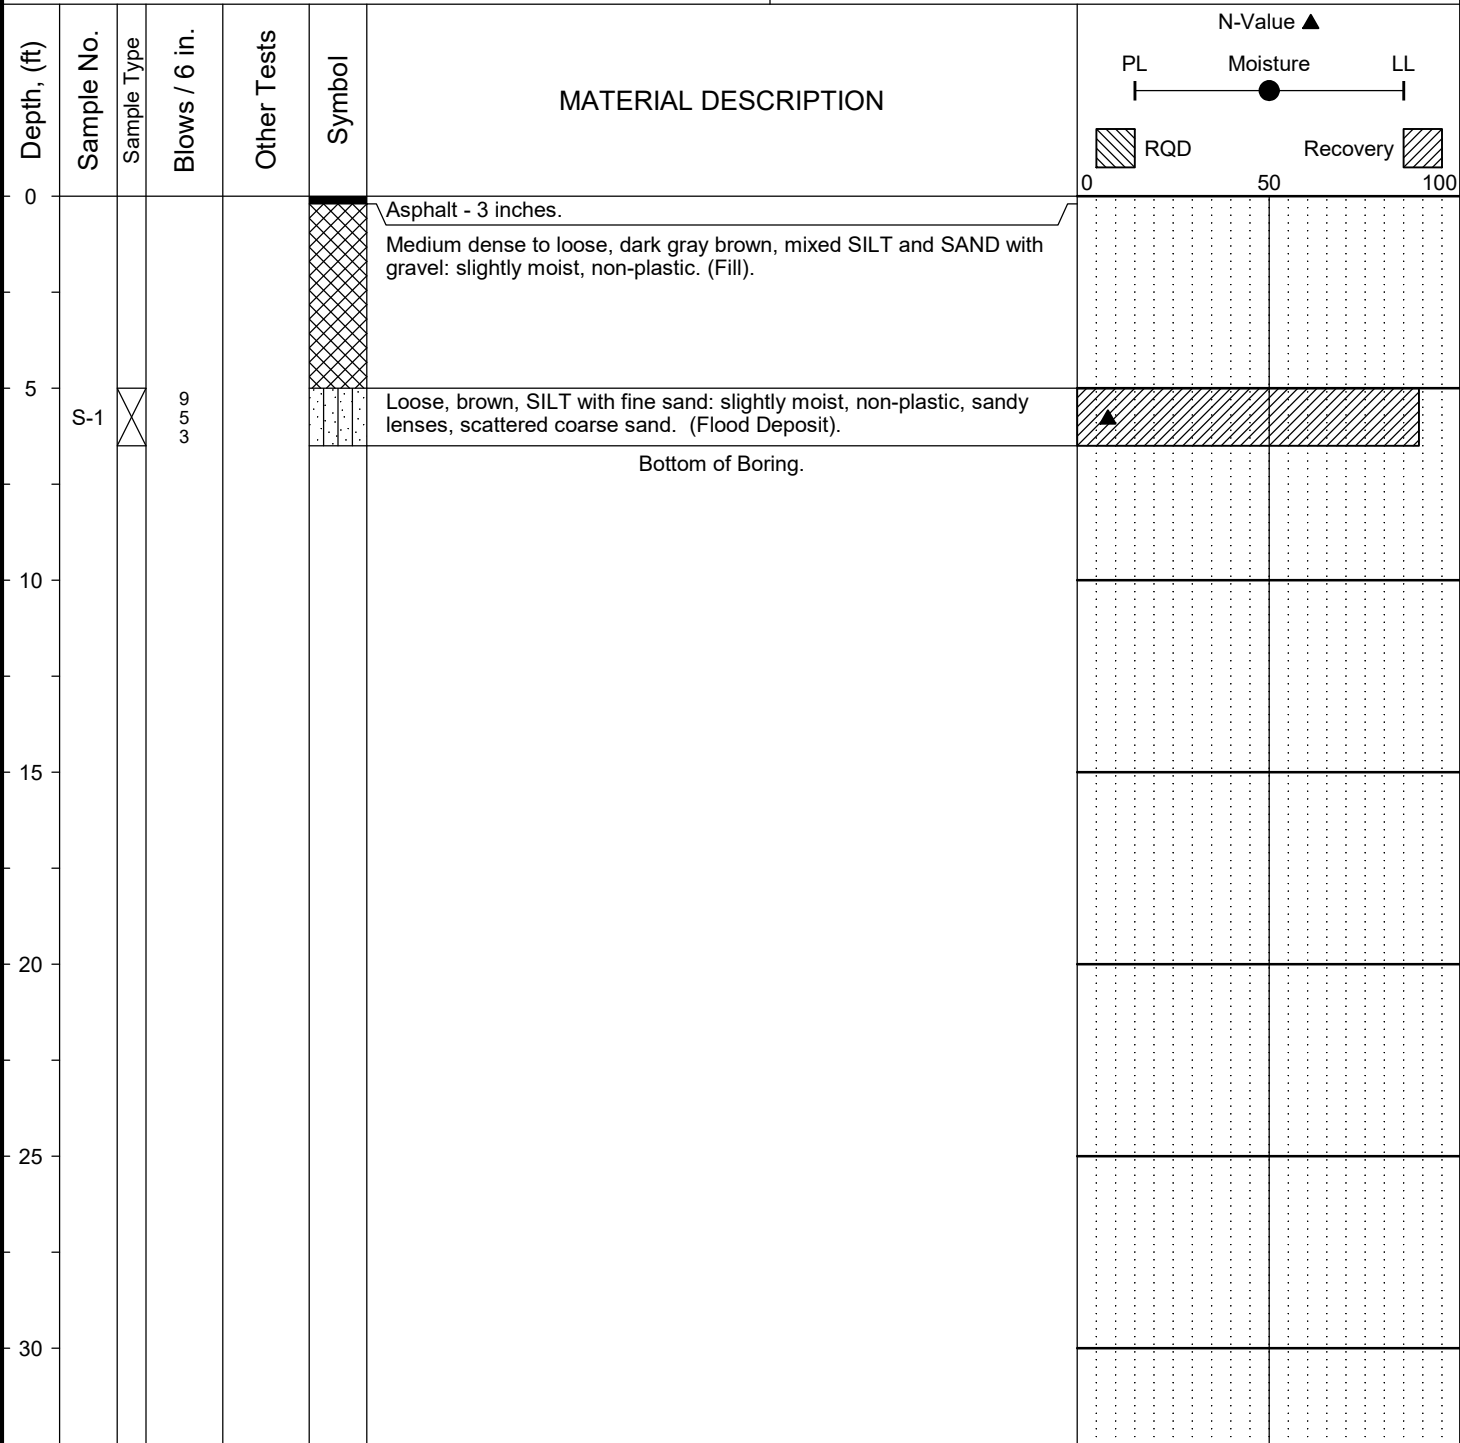 Depth, (ft)
Sample No.
Sample Type
Blows / 6 in.
Other Tests
Symbol
MATERIAL DESCRIPTION
N-Value ▲
PL Moisture LL
RQD Recovery
0 50 100
0
Asphalt - 3 inches.
Medium dense to loose, dark gray brown, mixed SILT and SAND with
gravel: slightly moist, non-plastic. (Fill).
5
S-1
9
5
3
Loose, brown, SILT with fine sand: slightly moist, non-plastic, sandy
lenses, scattered coarse sand. (Flood Deposit).
Bottom of Boring.
10
15
20
25
30